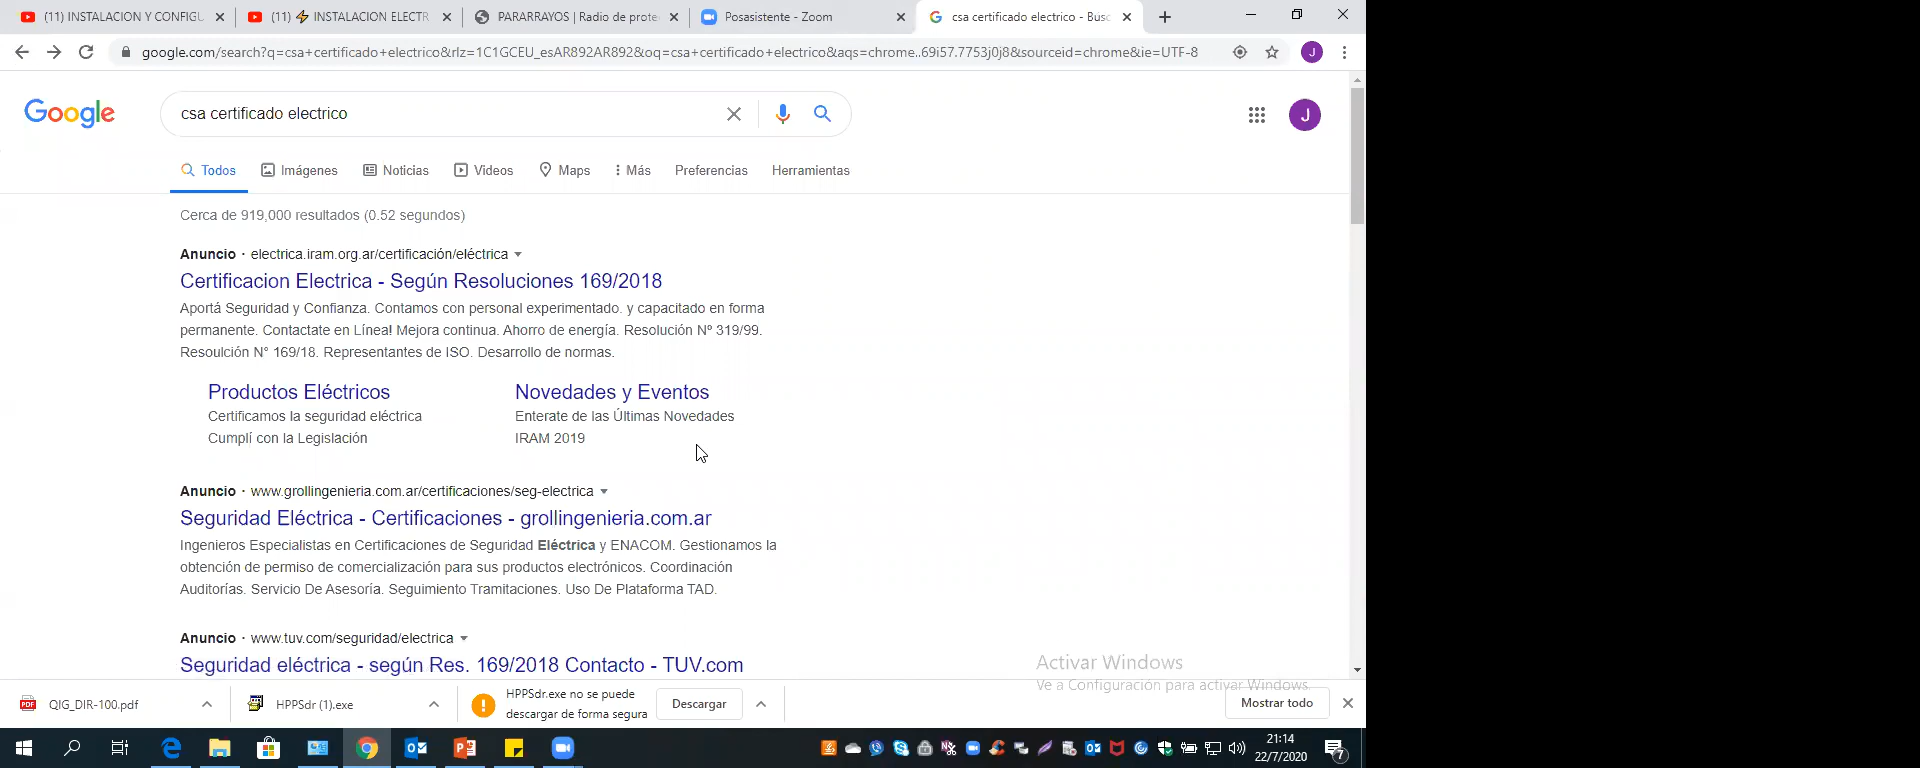 (11) INSTALACION Y CONFIGU
(11) ⚡ INSTALACION ELECTR
PARARRAYOS | Radio de prote
Posasistente - Zoom
csa certificado electrico - Búsc
google.com/search?q=csa+certificado+electrico&rlz=1C1GCEU_esAR892AR892&oq=csa+certificado+electrico&aqs=chrome..69i57.7753j0j8&sourceid=chrome&ie=UTF-8
J
Google
csa certificado electrico
J
Todos
Imágenes
Noticias
Videos
Maps
Más
Preferencias
Herramientas
Cerca de 919,000 resultados (0.52 segundos)
Anuncio · electrica.iram.org.ar/certificación/eléctrica
Certificacion Electrica - Según Resoluciones 169/2018
Aportá Seguridad y Confianza. Contamos con personal experimentado. y capacitado en forma
permanente. Contactate en Línea! Mejora continua. Ahorro de energía. Resolución Nº 319/99.
Resoulción N° 169/18. Representantes de ISO. Desarrollo de normas.
Productos Eléctricos
Certificamos la seguridad eléctrica
Cumplí con la Legislación
Novedades y Eventos
Enterate de las Últimas Novedades
IRAM 2019
Anuncio · www.grollingenieria.com.ar/certificaciones/seg-electrica
Seguridad Eléctrica - Certificaciones - grollingenieria.com.ar
Ingenieros Especialistas en Certificaciones de Seguridad Eléctrica y ENACOM. Gestionamos la
obtención de permiso de comercialización para sus productos electrónicos. Coordinación
Auditorías. Servicio De Asesoría. Seguimiento Tramitaciones. Uso De Plataforma TAD.
Anuncio · www.tuv.com/seguridad/electrica
Seguridad eléctrica - según Res. 169/2018 Contacto - TUV.com
Activar Windows
Ve a Configuración para activar Windows.
QIG_DIR-100.pdf
HPPSdr (1).exe
HPPSdr.exe no se puede
descargar de forma segura
Descargar
Mostrar todo
21:14
22/7/2020
7